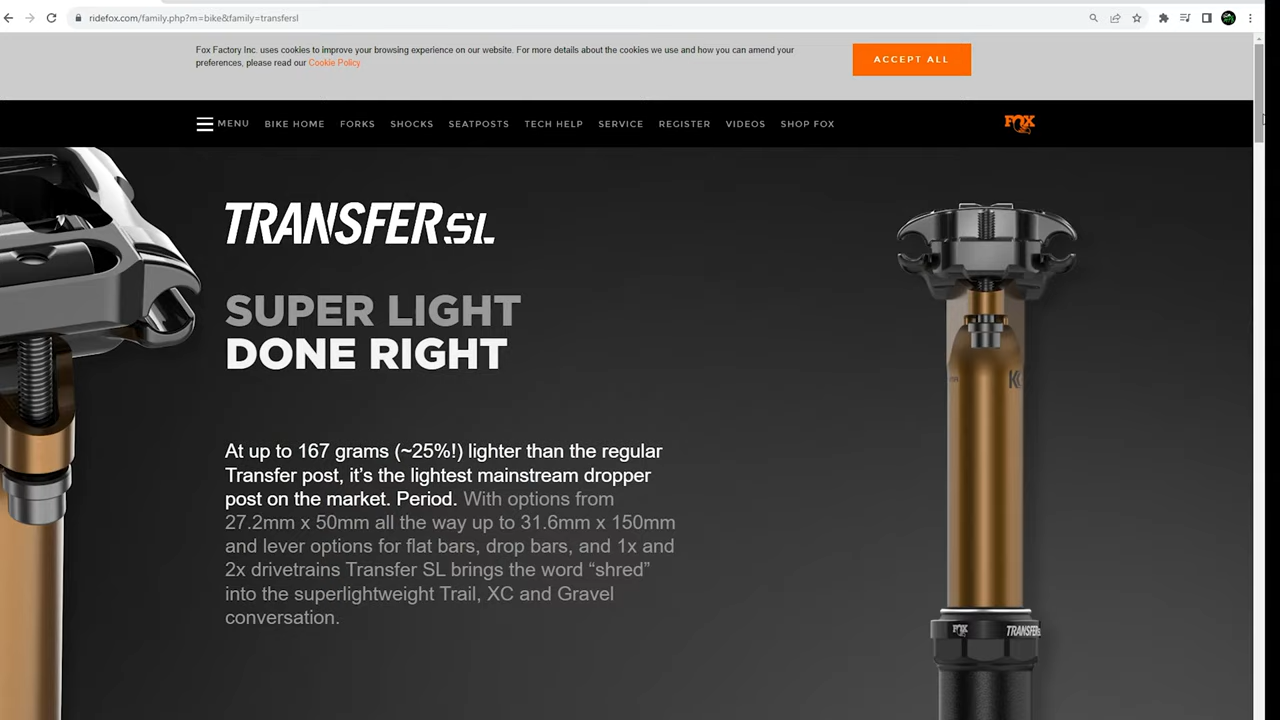 ridefox.com/family.php?m=bike&family=transfersl
Fox Factory Inc. uses cookies to improve your browsing experience on our website. For more details about the cookies we use and how you can amend your
preferences, please read our Cookie Policy
ACCEPT ALL
MENU BIKE HOME FORKS SHOCKS SEATPOSTS TECH HELP SERVICE REGISTER VIDEOS SHOP FOX
FOX
TRANSFER SL
SUPER LIGHT
DONE RIGHT
At up to 167 grams (~25%!) lighter than the regular
Transfer post, it’s the lightest mainstream dropper
post on the market. Period. With options from
27.2mm x 50mm all the way up to 31.6mm x 150mm
and lever options for flat bars, drop bars, and 1x and
2x drivetrains Transfer SL brings the word “shred”
into the superlightweight Trail, XC and Gravel
conversation.
FOX TRANSFER